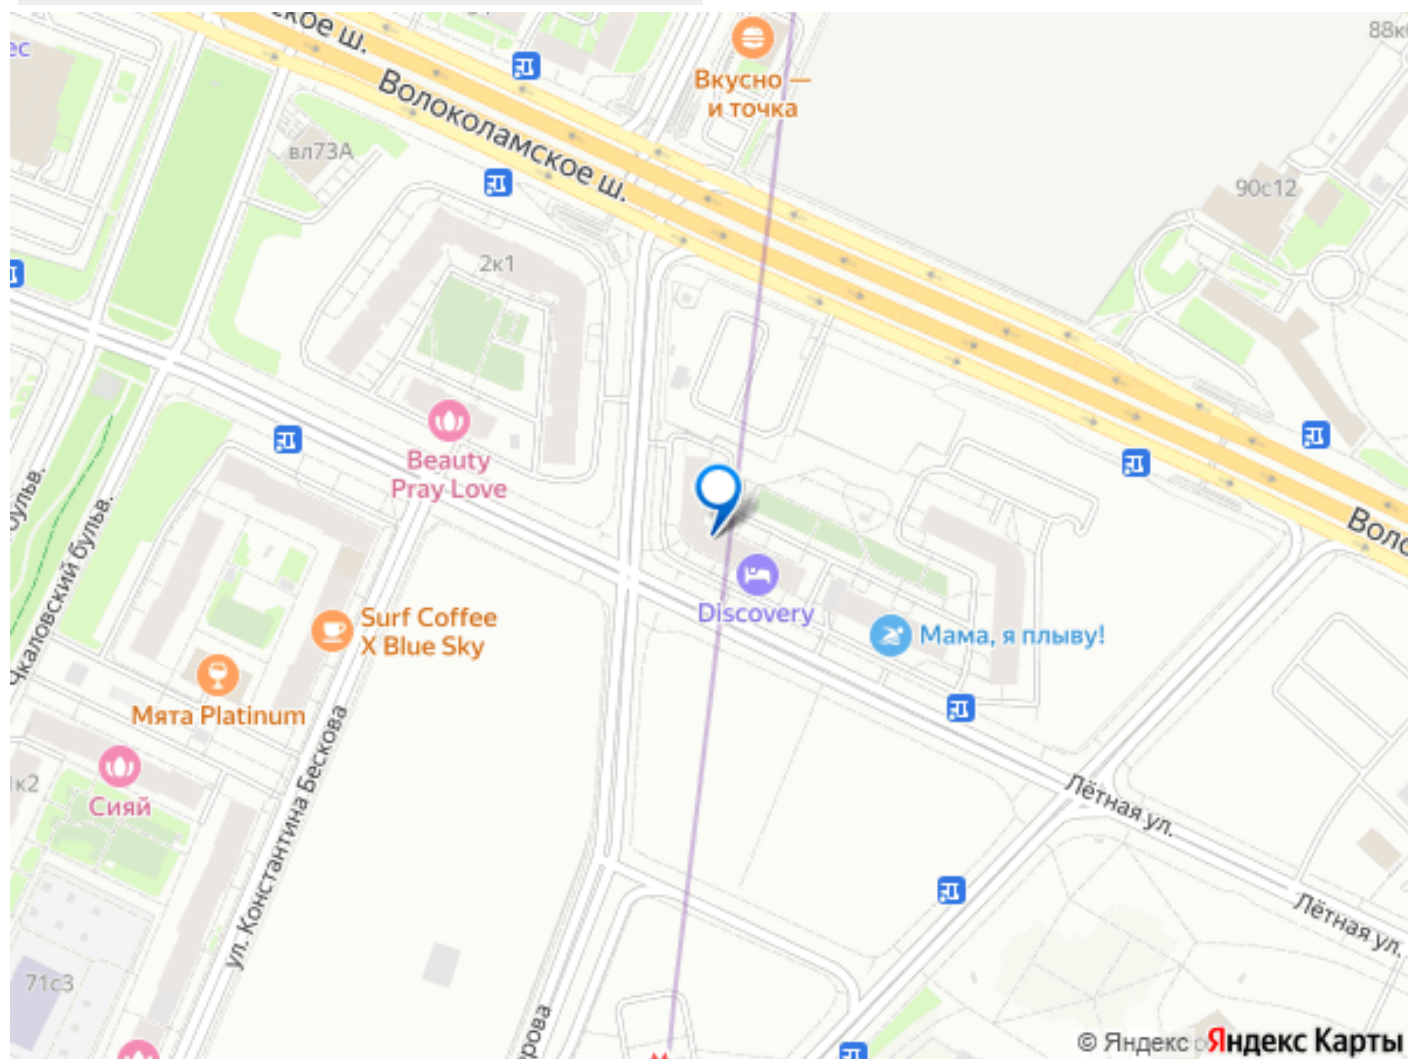 Волоколамское ш.
Вкусно —
и точка
вл73А
2к1
90с12
Beauty
Pray Love
Discovery
Мама, я плыву!
Surf Coffee
X Blue Sky
Мята Platinum
Чкаловский бульв.
ул. Константина Бескова
Сияй
Лётная ул.
Лётная ул.
71с3
© Яндекс
Яндекс Карты